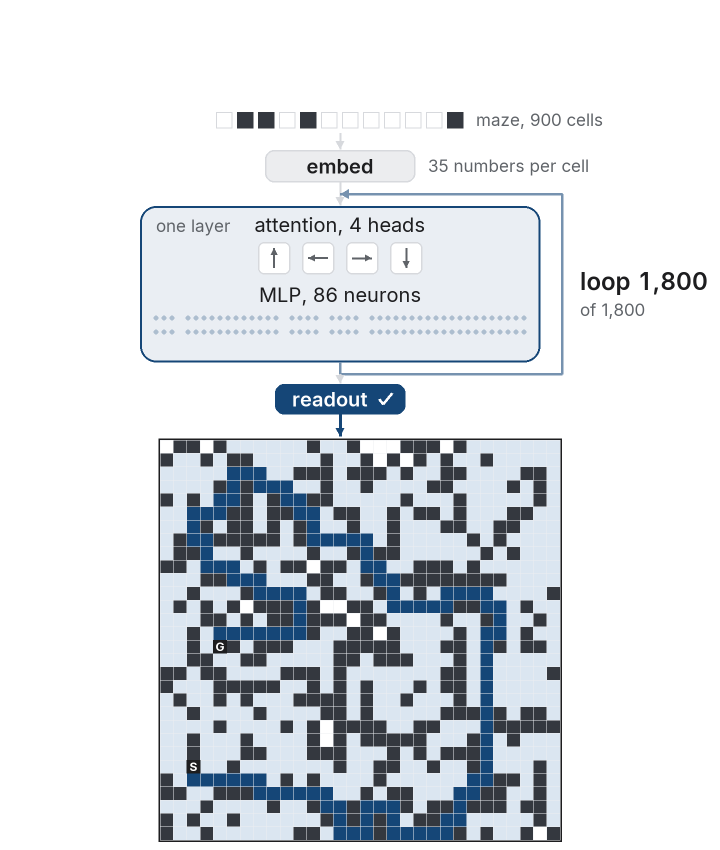 maze, 900 cells
embed
35 numbers per cell
one layer
attention, 4 heads
MLP, 86 neurons
loop 1,800
of 1,800
readout
G
S